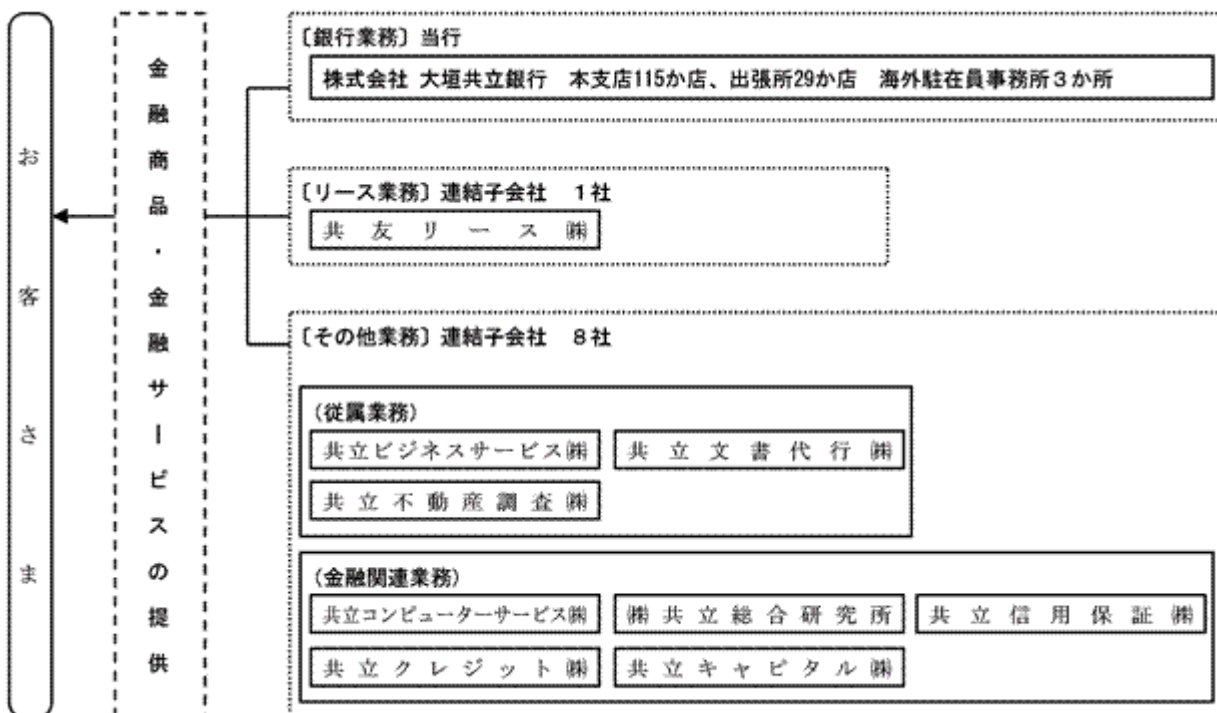 お客さま
金融商品・金融サービスの提供
〔銀行業務〕当行
株式会社 大垣共立銀行 本支店115か店、出張所29か店 海外駐在員事務所3か所
〔リース業務〕連結子会社 1社
共友リース㈱
〔その他業務〕連結子会社 8社
(従属業務)
共立ビジネスサービス㈱ 共立文書代行㈱
共立不動産調査㈱
(金融関連業務)
共立コンピューターサービス㈱ ㈱共立総合研究所 共立信用保証㈱
共立クレジット㈱ 共立キャピタル㈱